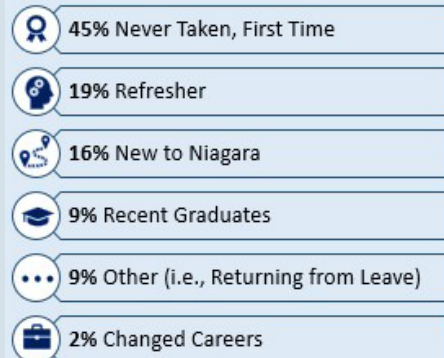 45% Never Taken, First Time
19% Refresher
16% New to Niagara
9% Recent Graduates
9% Other (i.e., Returning from Leave)
2% Changed Careers